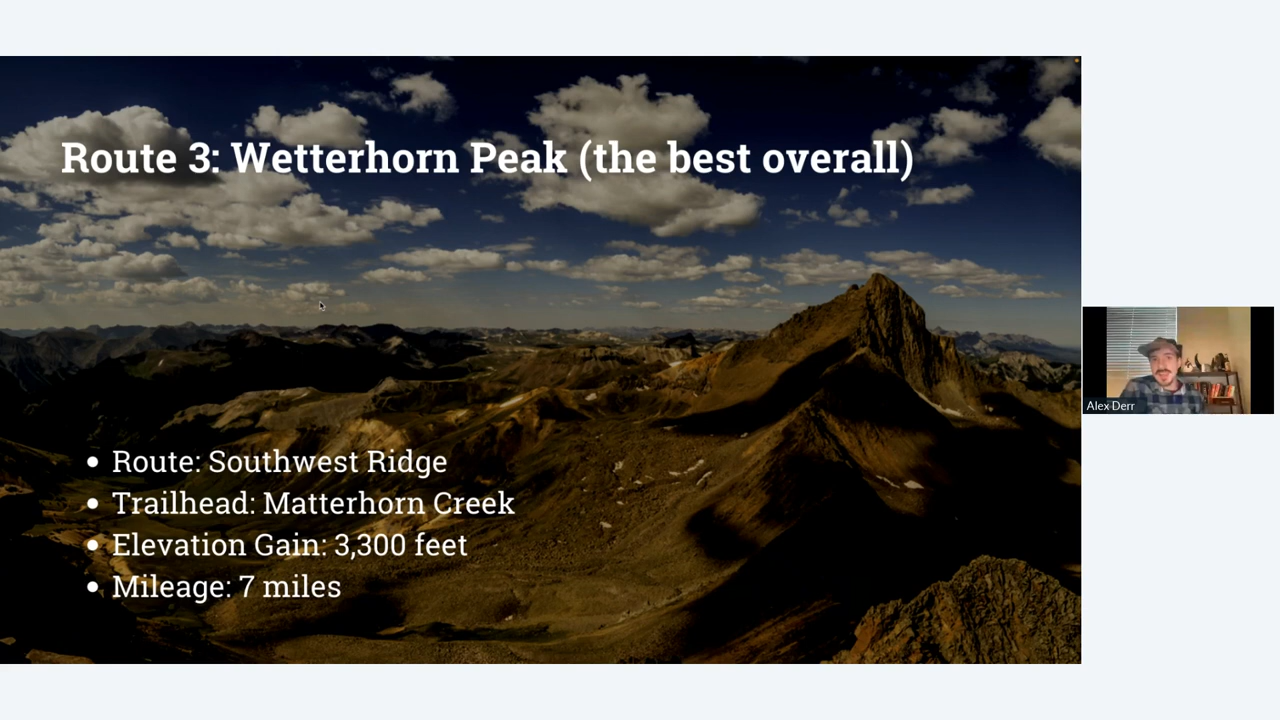 Route 3: Wetterhorn Peak (the best overall)
• Route: Southwest Ridge
• Trailhead: Matterhorn Creek
• Elevation Gain: 3,300 feet
• Mileage: 7 miles
Alex Derr